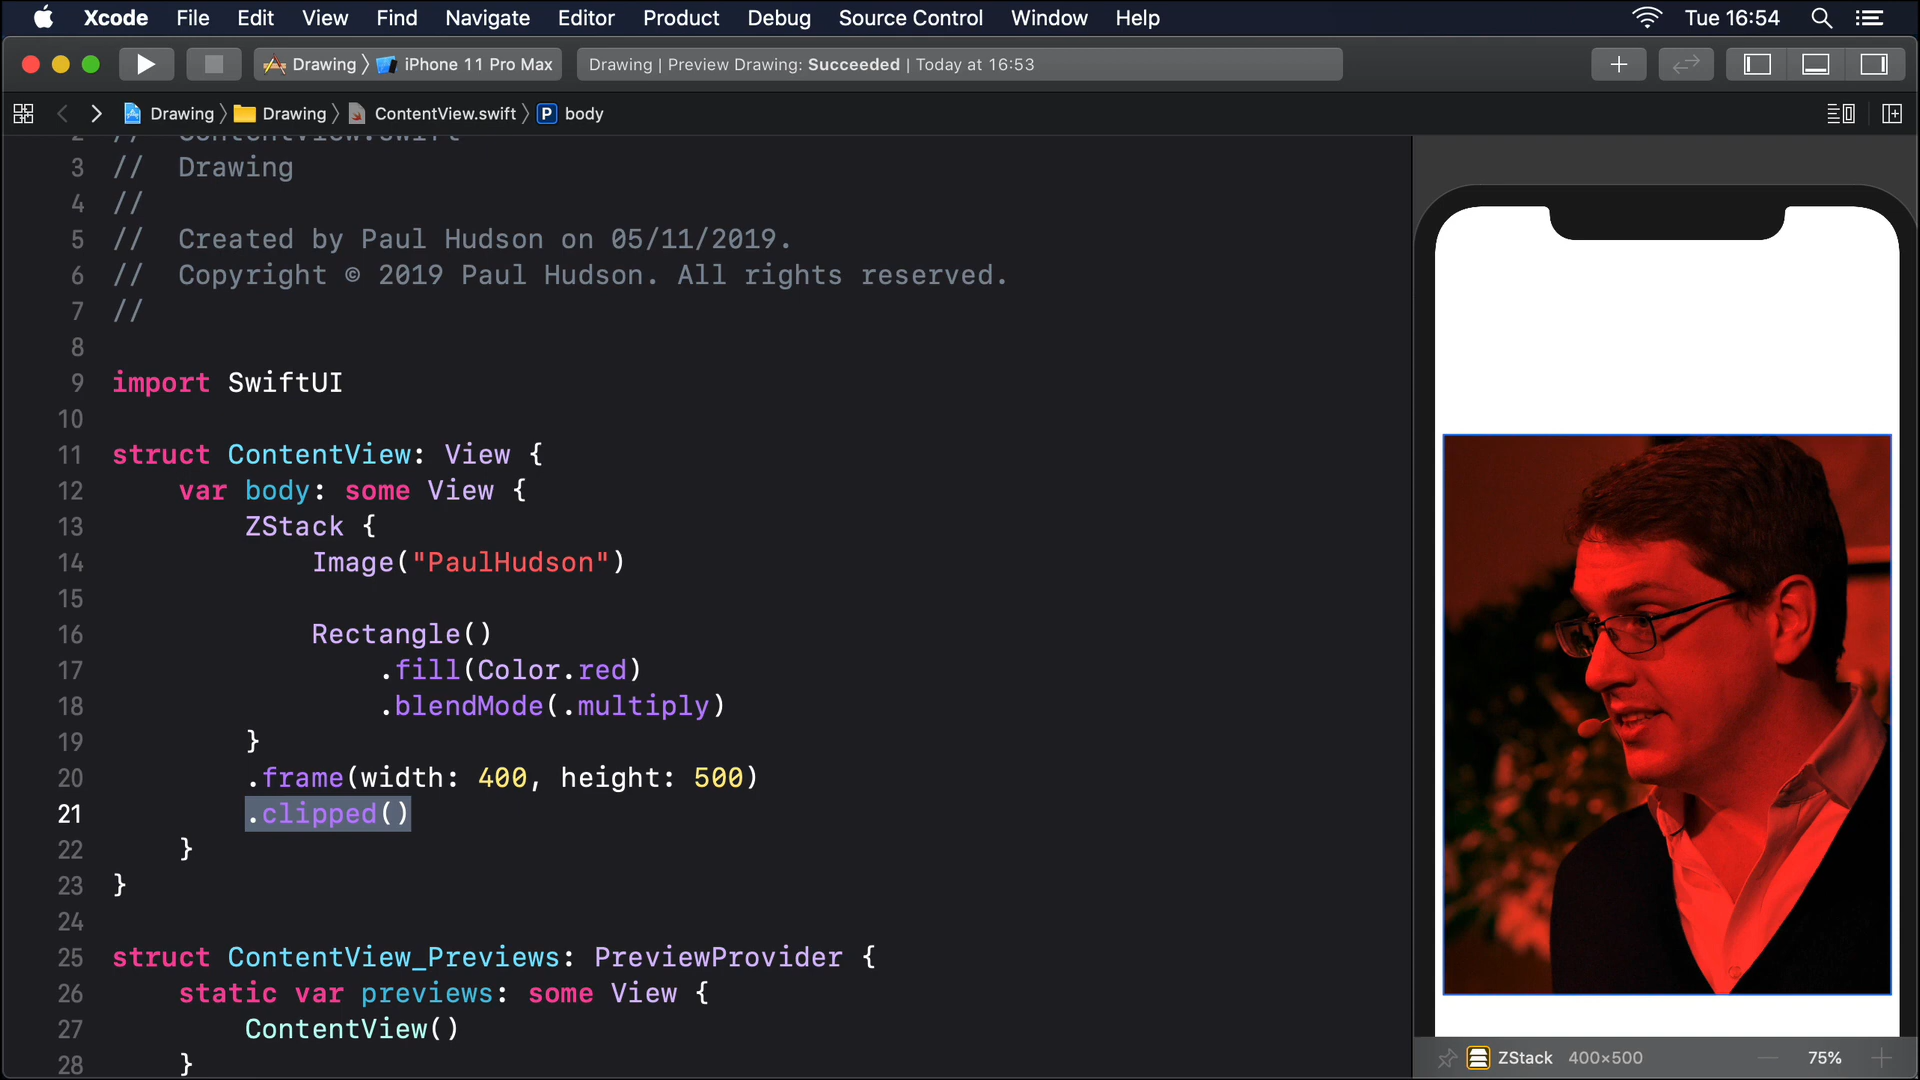 Xcode File Edit View Find Navigate Editor Product Debug Source Control Window Help Tue 16:54
Drawing 〉 iPhone 11 Pro Max Drawing | Preview Drawing: Succeeded | Today at 16:53
Drawing 〉 Drawing 〉 ContentView.swift 〉 P body
2 // ContentView.swift
3 // Drawing
4 //
5 // Created by Paul Hudson on 05/11/2019.
6 // Copyright © 2019 Paul Hudson. All rights reserved.
7 //
8
9 import SwiftUI
10
11 struct ContentView: View {
12 var body: some View {
13 ZStack {
14 Image("PaulHudson")
15
16 Rectangle()
17 .fill(Color.red)
18 .blendMode(.multiply)
19 }
20 .frame(width: 400, height: 500)
21 .clipped()
22 }
23 }
24
25 struct ContentView_Previews: PreviewProvider {
26 static var previews: some View {
27 ContentView()
28 }
ZStack 400×500 75%